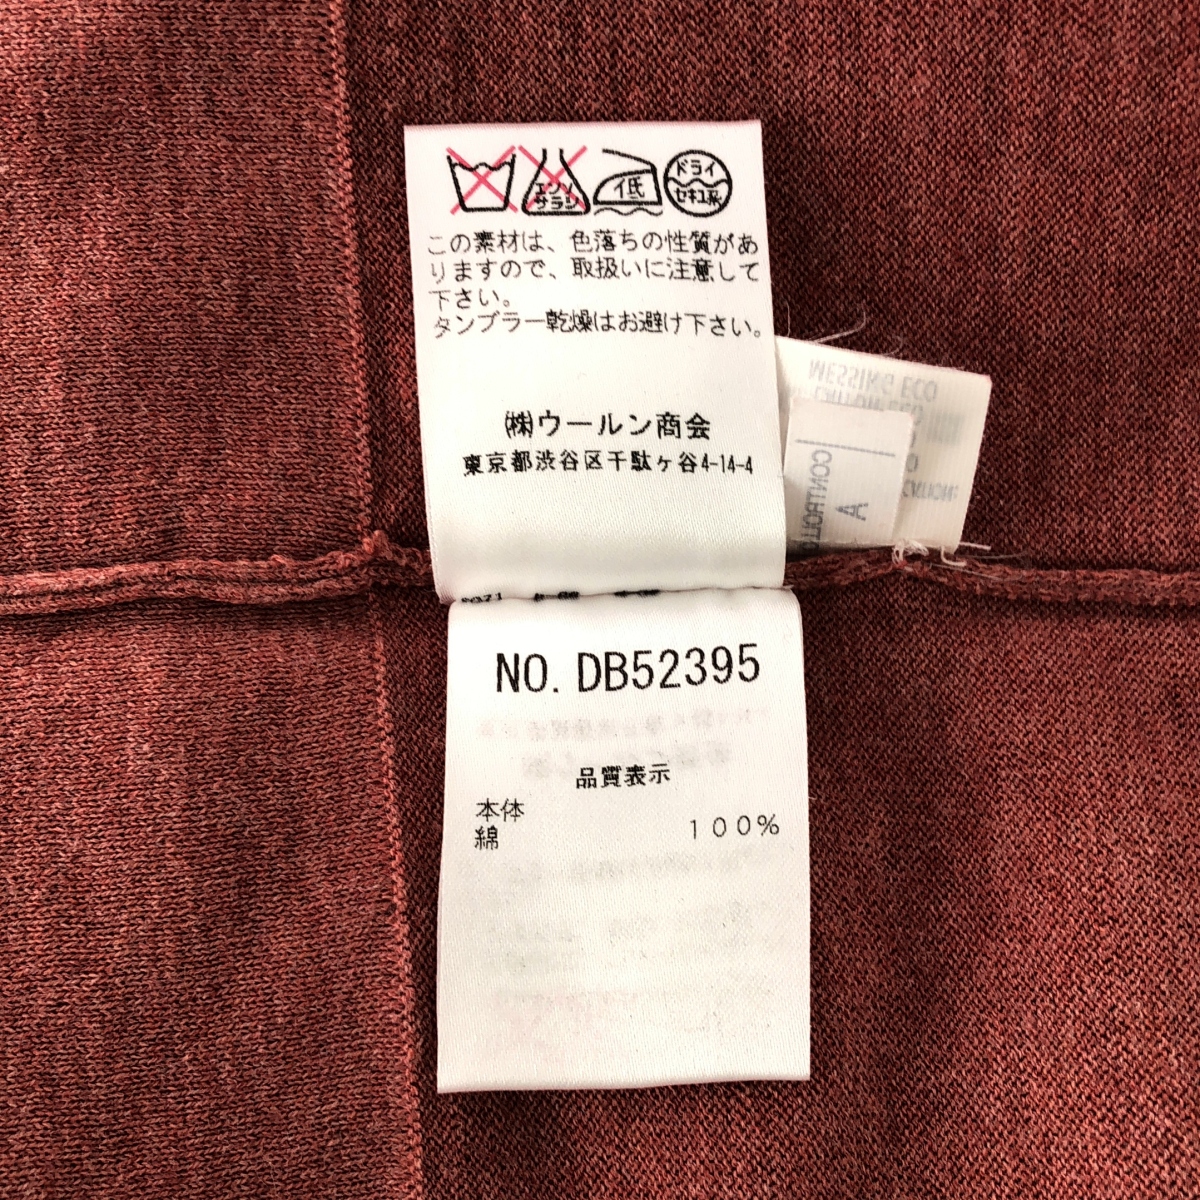 エンソ
サラシ
低
ドライ
セキユ系
この素材は、色落ちの性質があ
りますので、取扱いに注意して
下さい。
タンブラー乾燥はお避け下さい。
㈱ウールン商会
東京都渋谷区千駄ヶ谷4-14-4
MESSING ECO
CONTROLLO
A
NO. DB52395
品質表示
本体
綿 100%